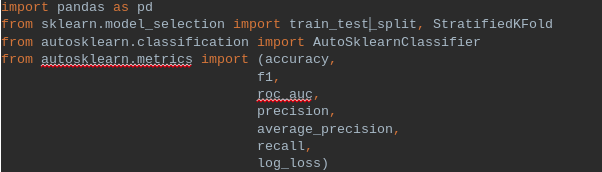 import pandas as pd
from sklearn.model_selection import train_test_split, StratifiedKFold
from autosklearn.classification import AutoSklearnClassifier
from autosklearn.metrics import (accuracy,
f1,
roc_auc,
precision,
average_precision,
recall,
log_loss)